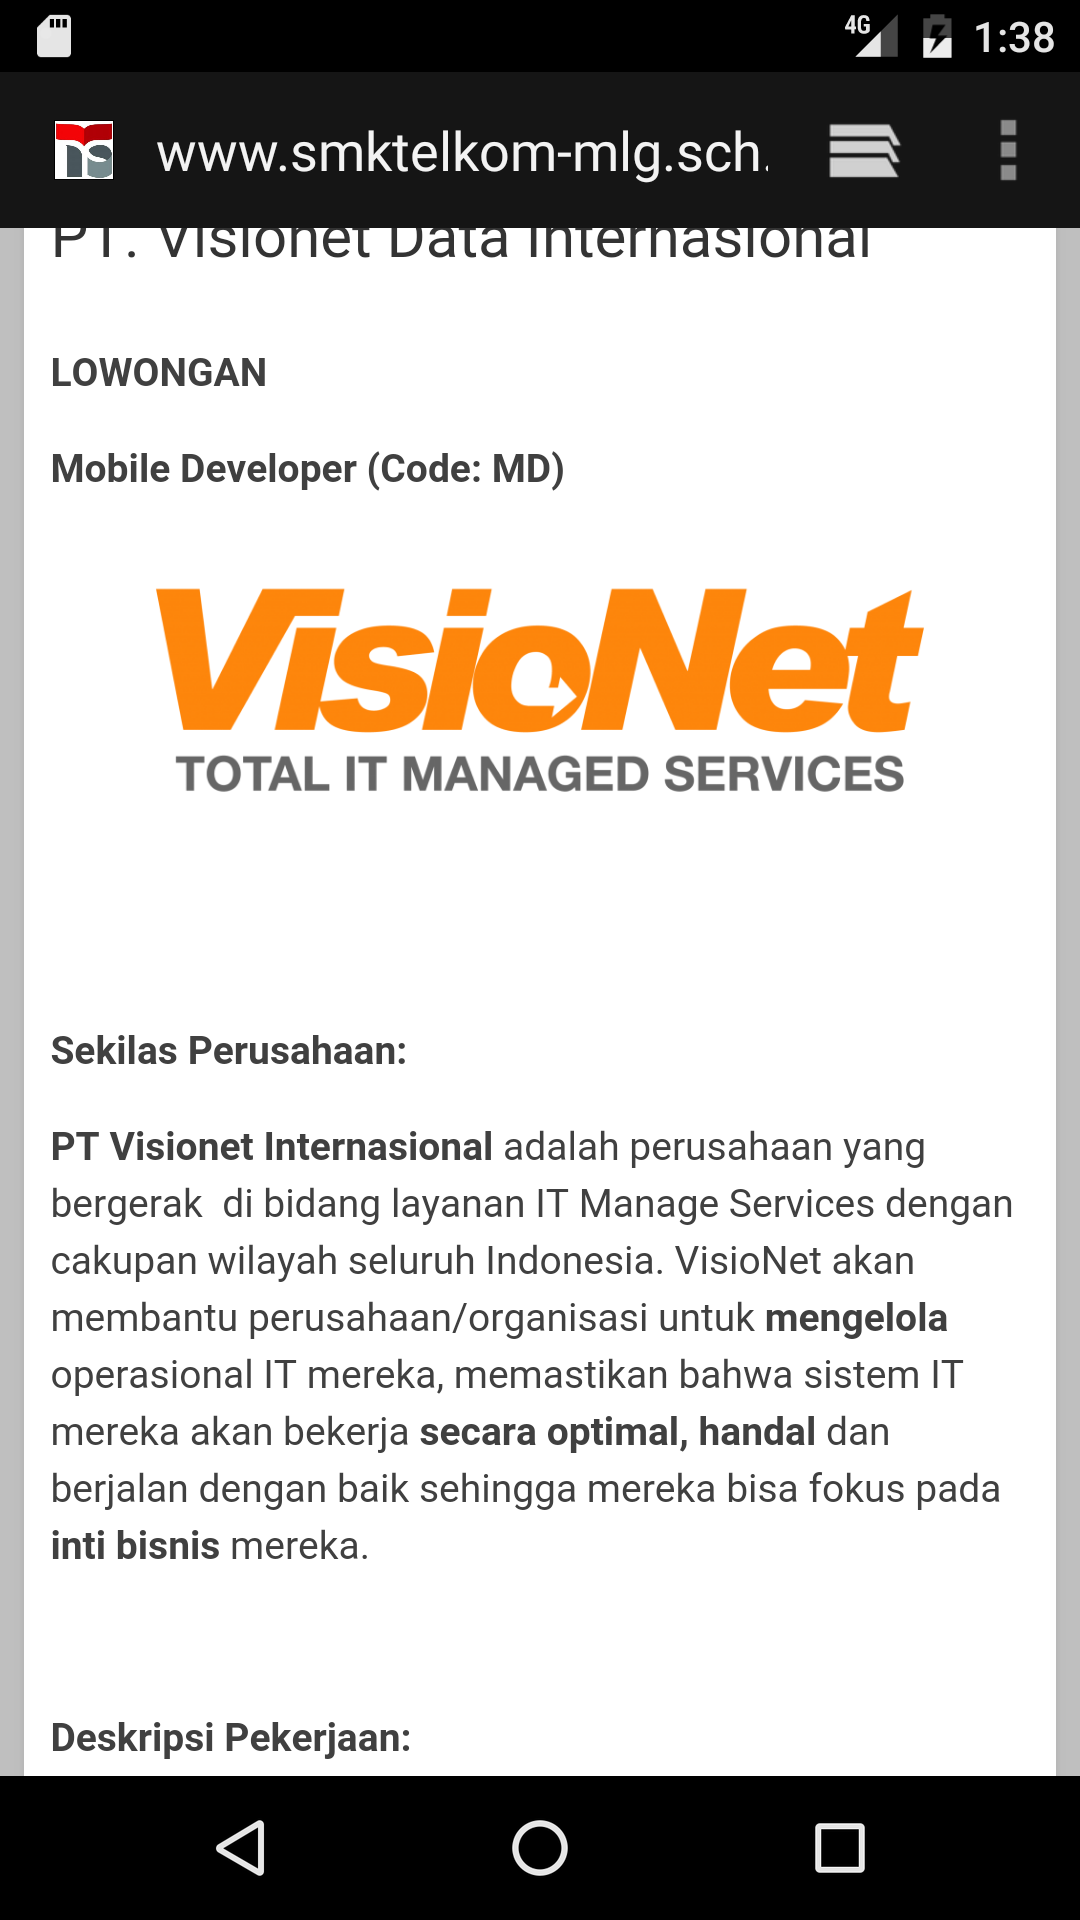 4G 1:38
www.smktelkom-mlg.sch.
PT. Visionet Data Internasional
LOWONGAN
Mobile Developer (Code: MD)
VisioNet
TOTAL IT MANAGED SERVICES
Sekilas Perusahaan:
PT Visionet Internasional adalah perusahaan yang
bergerak  di bidang layanan IT Manage Services dengan
cakupan wilayah seluruh Indonesia. VisioNet akan
membantu perusahaan/organisasi untuk mengelola
operasional IT mereka, memastikan bahwa sistem IT
mereka akan bekerja secara optimal, handal dan
berjalan dengan baik sehingga mereka bisa fokus pada
inti bisnis mereka.
Deskripsi Pekerjaan: